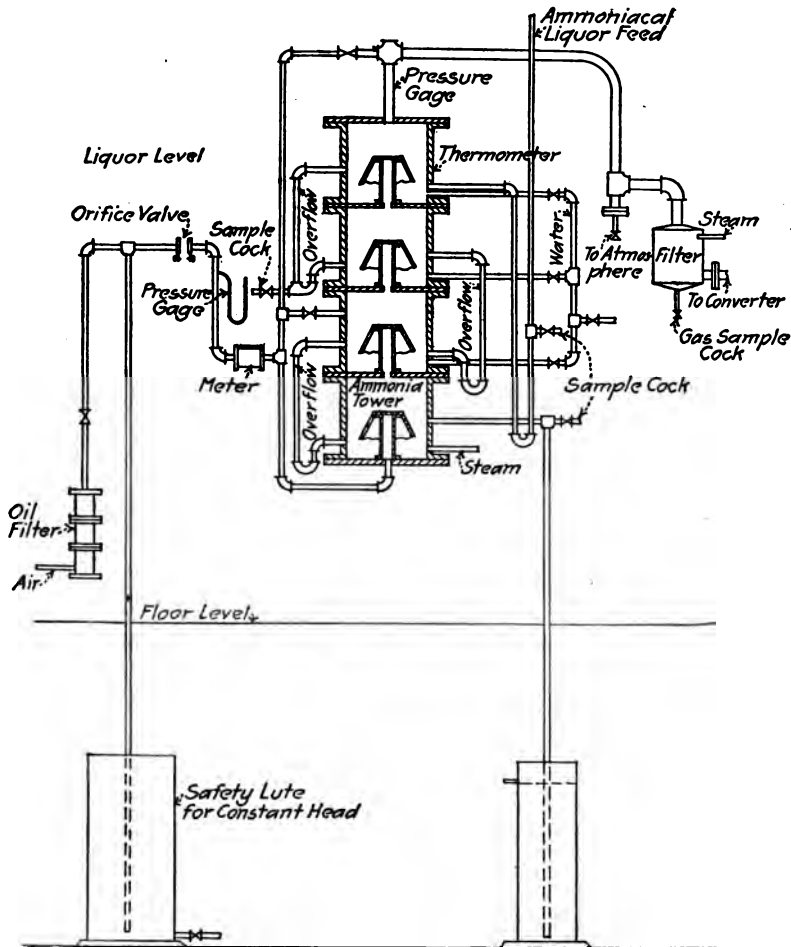 Ammoniacal
Liquor Feed
Pressure
Gage
Liquor Level
Thermometer
Orifice Valve
Sample
Cock
Overflow
Water
Steam
To Atmos
phere
Filter
Pressure
Gage
To Converter
Overflow
Gas Sample
Cock
Meter
Overflow
Ammonia
Tower
Sample Cock
Steam
Oil
Filter
Air
Floor Level
Safety Lute
for Constant Head